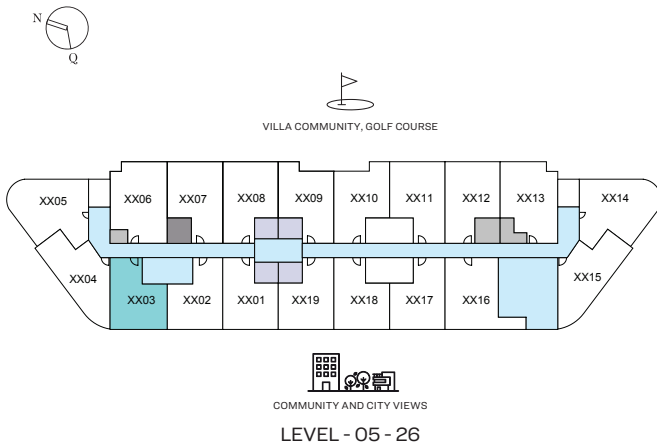 N
Q
VILLA COMMUNITY, GOLF COURSE
XX05
XX06
XX07
XX08
XX09
XX10
XX11
XX12
XX13
XX14
XX04
XX03
XX02
XX01
XX19
XX18
XX17
XX16
XX15
COMMUNITY AND CITY VIEWS
LEVEL - 05 - 26